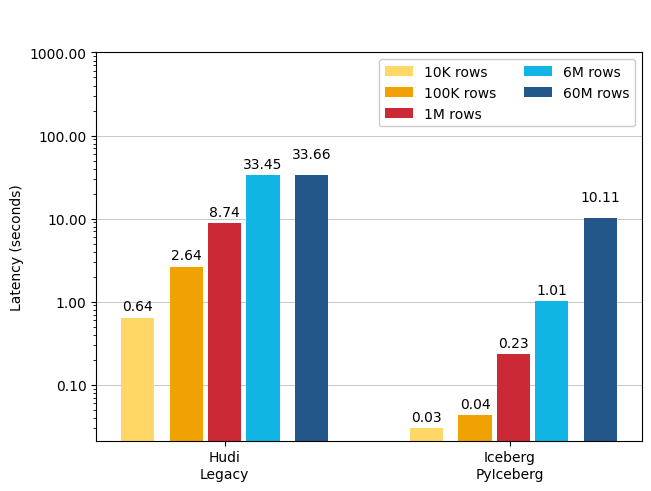 1000.00
100.00
10.00
1.00
0.10
Latency (seconds)
10K rows
100K rows
1M rows
6M rows
60M rows
0.64
2.64
8.74
33.45
33.66
0.03
0.04
0.23
1.01
10.11
Hudi
Legacy
Iceberg
PyIceberg